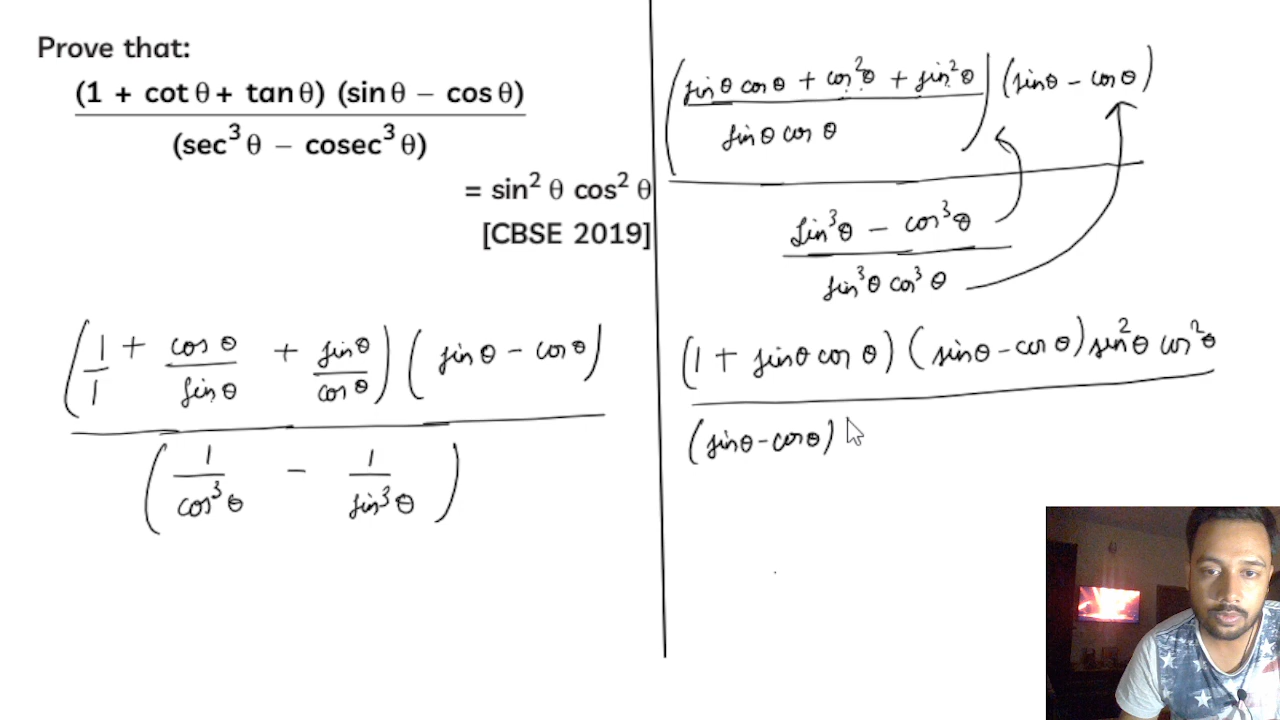 Prove that:
(1 + cot θ + tan θ) (sin θ − cos θ)
(sec³ θ − cosec³ θ)
= sin² θ cos² θ
[CBSE 2019]
(1/1 + cos θ/sin θ + sin θ/cos θ) (sin θ − cos θ)
(1/cos³ θ − 1/sin³ θ)
(sin θ cos θ + cos² θ + sin² θ) (sin θ − cos θ)
sin θ cos θ
sin³ θ − cos³ θ
sin³ θ cos³ θ
(1 + sin θ cos θ) (sin θ − cos θ) sin² θ cos² θ
(sin θ − cos θ)